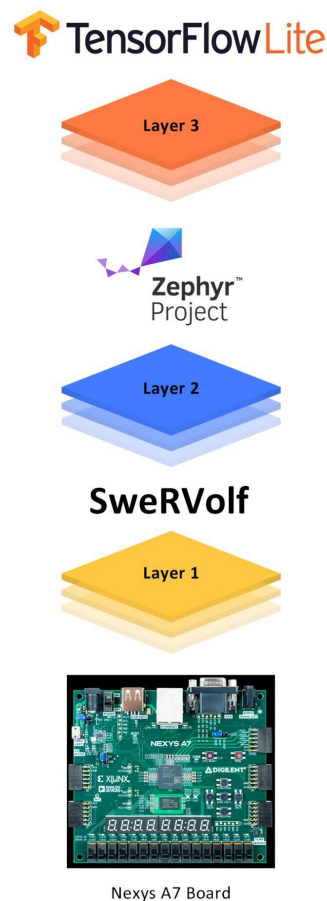 TensorFlow Lite
Layer 3
Zephyr™
Project
Layer 2
SweRVolf
Layer 1
NEXYS A7
XILINX
DIGILENT
Nexys A7 Board